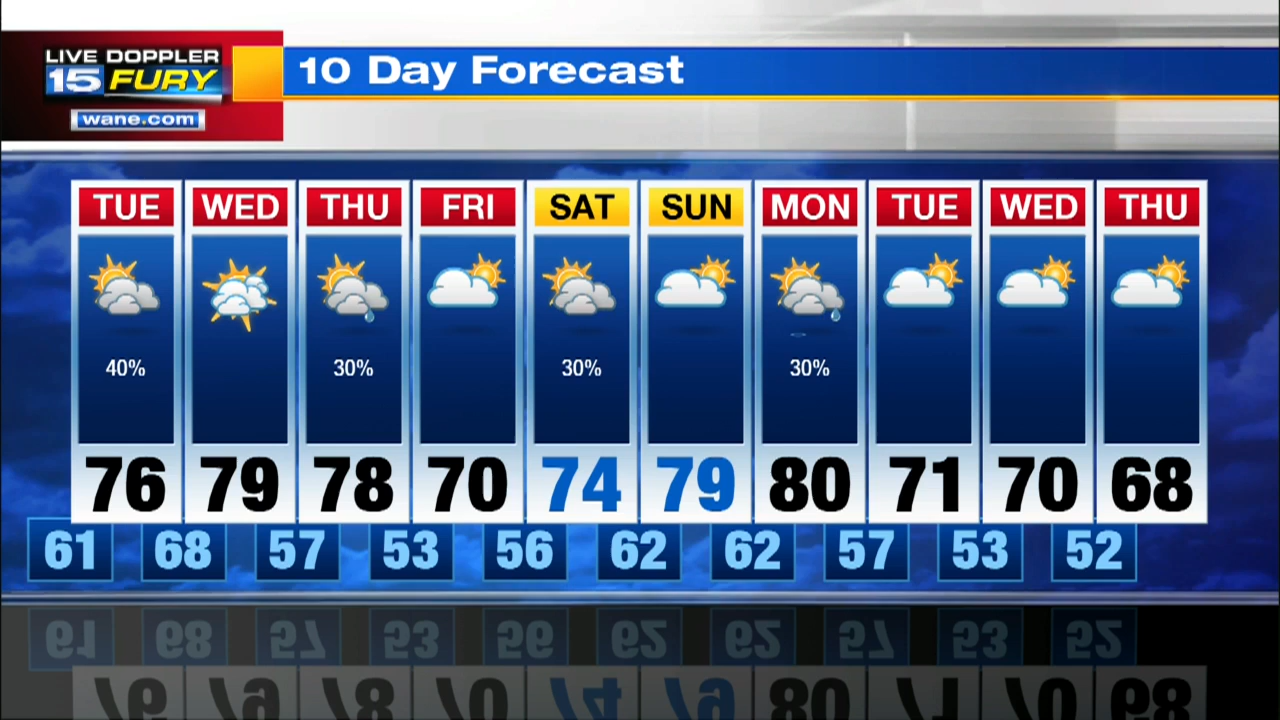 LIVE DOPPLER
15 FURY
wane.com
10 Day Forecast
TUE WED THU FRI SAT SUN MON TUE WED THU
40% 30% 30% 30%
76 79 78 70 74 79 80 71 70 68
61 68 57 53 56 62 62 57 53 52